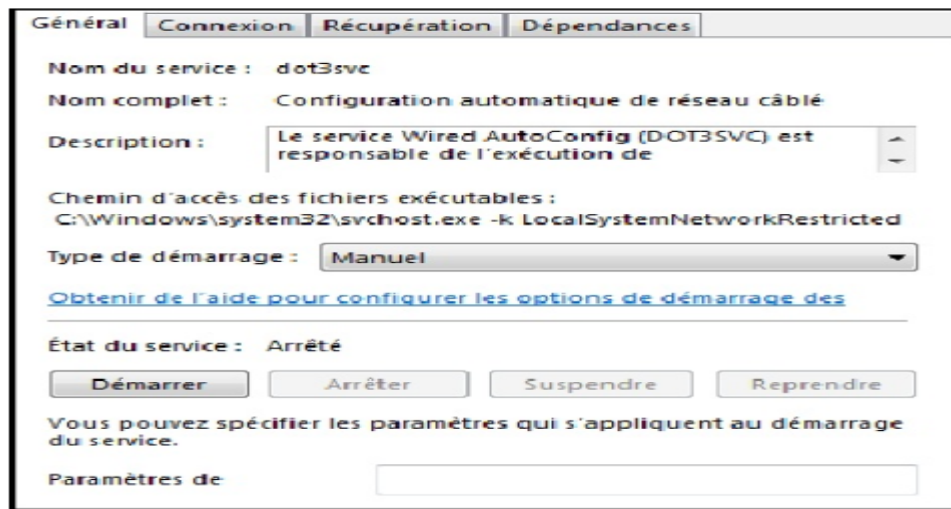 Général Connexion Récupération Dépendances
Nom du service : dot3svc
Nom complet : Configuration automatique de réseau câblé
Description : Le service Wired AutoConfig (DOT3SVC) est
responsable de l'exécution de
Chemin d'accès des fichiers exécutables :
C:\Windows\system32\svchost.exe -k LocalSystemNetworkRestricted
Type de démarrage : Manuel
Obtenir de l'aide pour configurer les options de démarrage des
État du service : Arrêté
Démarrer Arrêter Suspendre Reprendre
Vous pouvez spécifier les paramètres qui s'appliquent au démarrage
du service.
Paramètres de